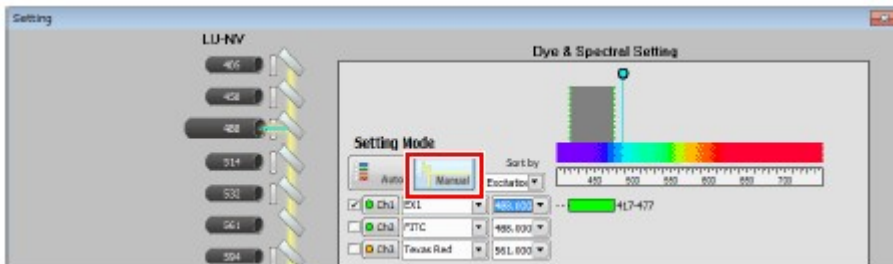 Setting
LU-NV
Dye & Spectral Setting
405
458
488
514
532
561
594
Setting Mode
Auto
Manual
Sort by
Excitation
450 500 550 600 650 700
Ch1 EX1 488.000 417-477
Ch2 FITC 488.000
Ch3 Texas Red 561.000